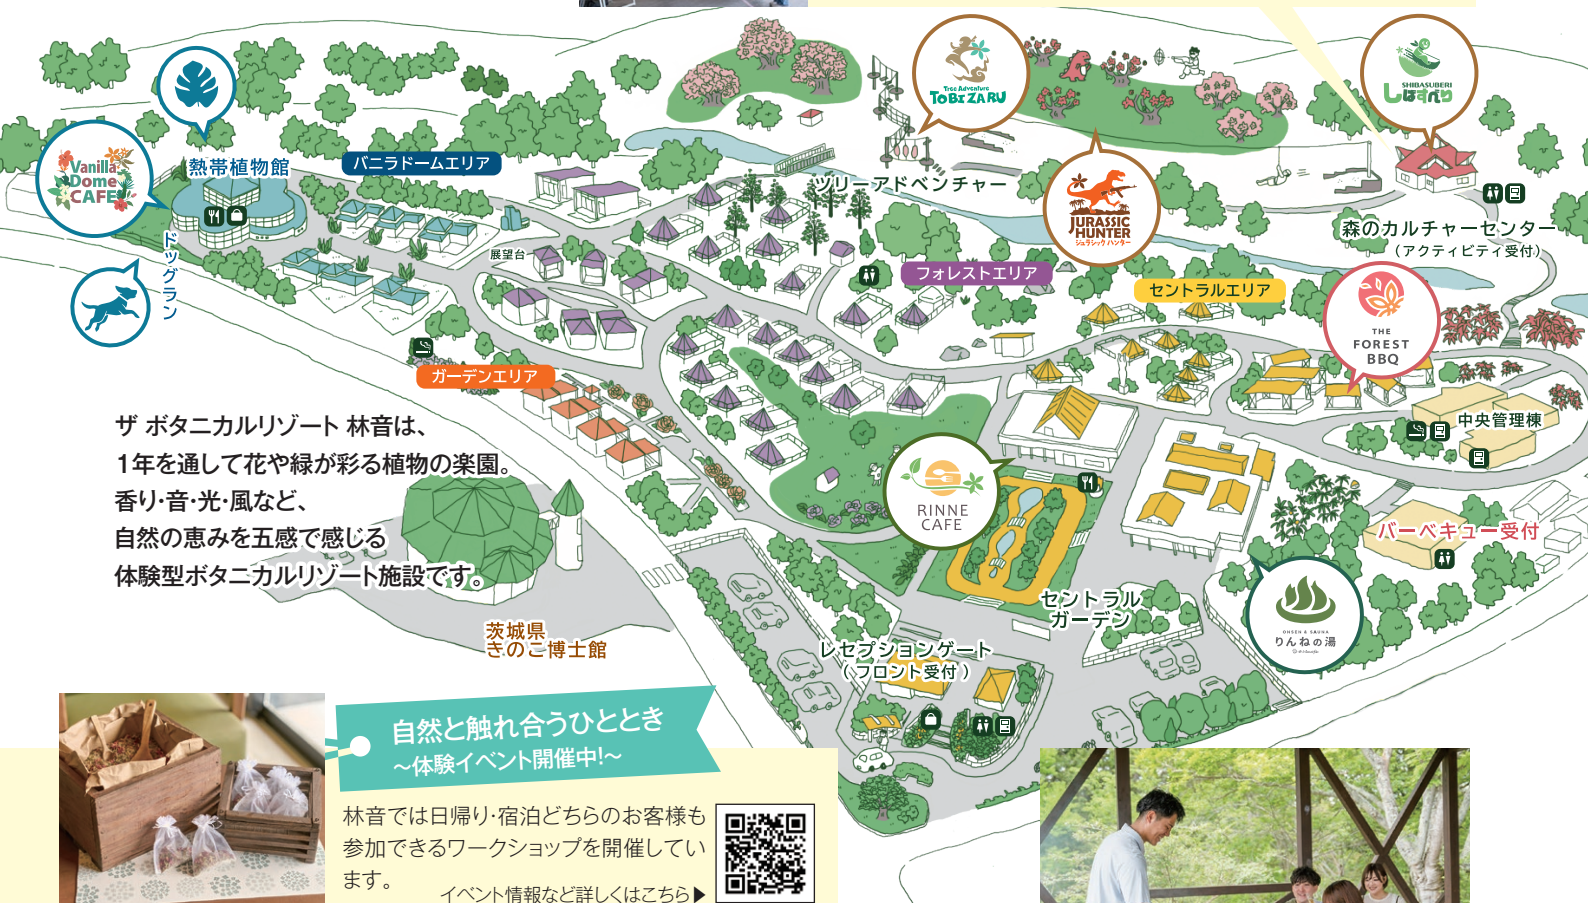 Tree Adventure
TOBIZARU
SHIBASUBERI
しばすべり
Vanilla
Dome
CAFE
熱帯植物館
バニラドームエリア
ツリーアドベンチャー
JURASSIC
HUNTER
ジュラシック ハンター
森のカルチャーセンター
（アクティビティ受付）
ドッグラン
展望台
フォレストエリア
セントラルエリア
THE
FOREST
BBQ
ガーデンエリア
中央管理棟
ザ ボタニカルリゾート 林音は、
1年を通して花や緑が彩る植物の楽園。
香り・音・光・風など、
自然の恵みを五感で感じる
体験型ボタニカルリゾート施設です。
RINNE
CAFE
バーベキュー受付
セントラル
ガーデン
ONSEN & SAUNA
りんねの湯
茨城県
きのこ博士館
レセプションゲート
（フロント受付）
自然と触れ合うひととき
～体験イベント開催中!～
林音では日帰り・宿泊どちらのお客様も
参加できるワークショップを開催してい
ます。
イベント情報など詳しくはこちら▶